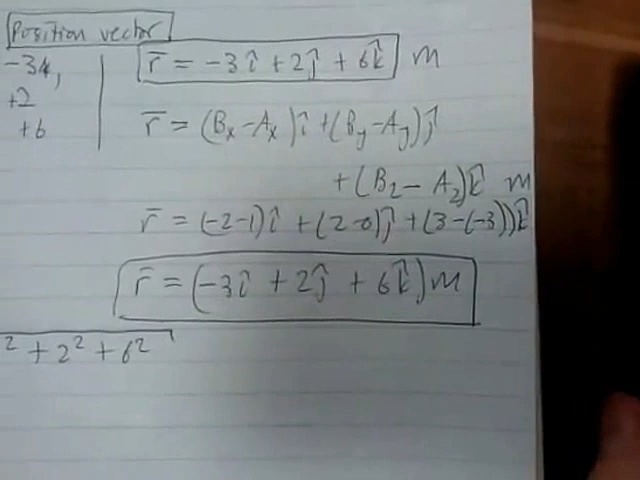 Position vector
-34,
+2
+6
r̄ = -3î + 2ĵ + 6k̂ m
r̄ = (Bx - Ax)î + (By - Ay)ĵ
+ (Bz - Az)k̂ m
r̄ = (-2-1)î + (2-0)ĵ + (3-(-3))k̂
r̄ = (-3î + 2ĵ + 6k̂) m
² + 2² + 6²